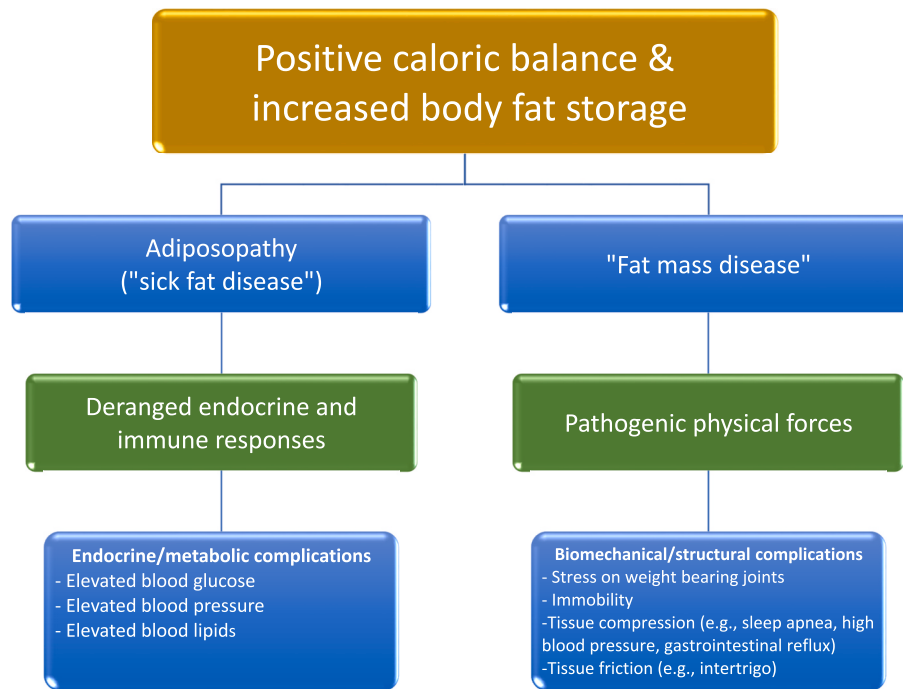 Positive caloric balance &
increased body fat storage
Adiposopathy
("sick fat disease")
"Fat mass disease"
Deranged endocrine and
immune responses
Pathogenic physical forces
Endocrine/metabolic complications
- Elevated blood glucose
- Elevated blood pressure
- Elevated blood lipids
Biomechanical/structural complications
- Stress on weight bearing joints
- Immobility
-Tissue compression (e.g., sleep apnea, high
blood pressure, gastrointestinal reflux)
-Tissue friction (e.g., intertrigo)